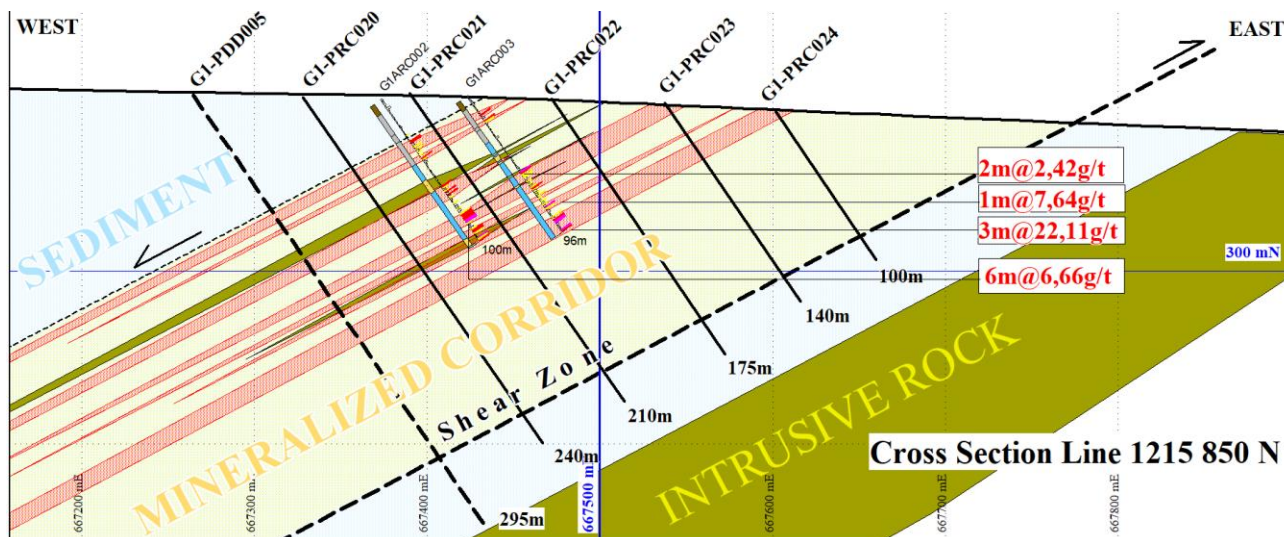 WEST
EAST
G1-PDD005
G1-PRC020
G1ARC002
G1-PRC021
G1ARC003
G1-PRC022
G1-PRC023
G1-PRC024
SEDIMENT
2m@2,42g/t
1m@7,64g/t
3m@22,11g/t
6m@6,66g/t
300 mN
100m
96m
100m
140m
175m
210m
240m
295m
MINERALIZED CORRIDOR
Shear Zone
INTRUSIVE ROCK
Cross Section Line 1215 850 N
667200 mE
667300 mE
667400 mE
667500 mE
667600 mE
667700 mE
667800 mE